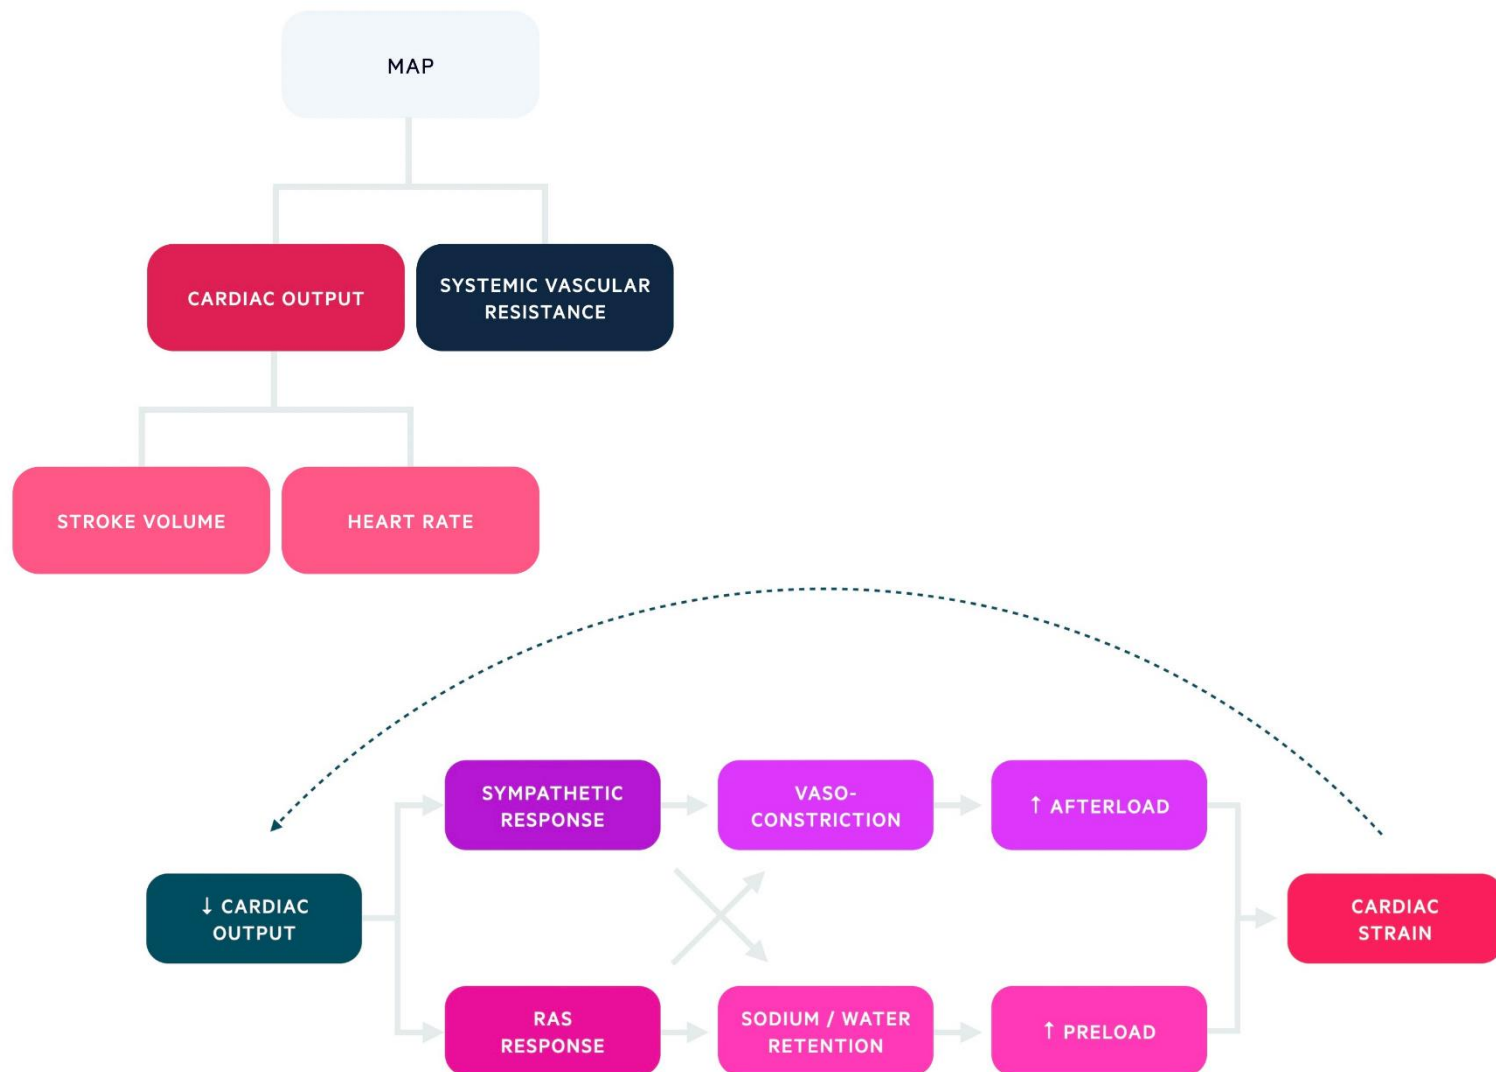 MAP
CARDIAC OUTPUT
SYSTEMIC VASCULAR
RESISTANCE
STROKE VOLUME
HEART RATE
SYMPATHETIC
RESPONSE
VASO-
CONSTRICTION
↑ AFTERLOAD
↓ CARDIAC
OUTPUT
CARDIAC
STRAIN
RAS
RESPONSE
SODIUM / WATER
RETENTION
↑ PRELOAD